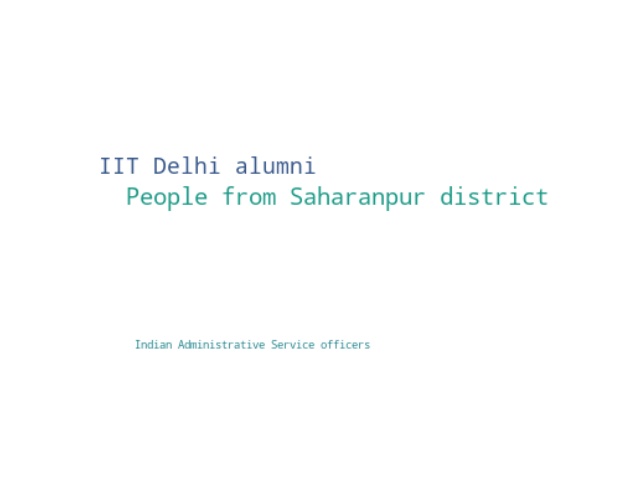 IIT Delhi alumni
People from Saharanpur district
Indian Administrative Service officers